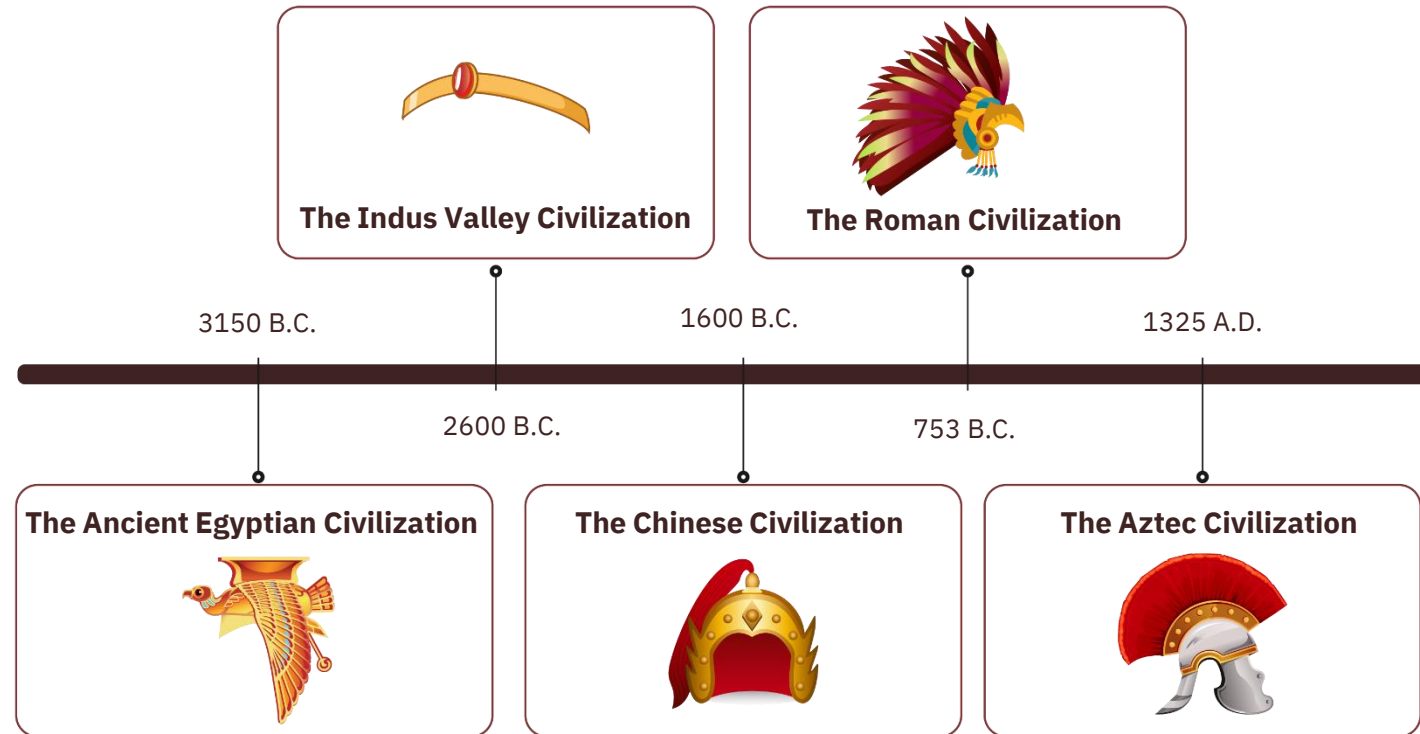 The Indus Valley Civilization
The Roman Civilization
3150 B.C.
1600 B.C.
1325 A.D.
2600 B.C.
753 B.C.
The Ancient Egyptian Civilization
The Chinese Civilization
The Aztec Civilization